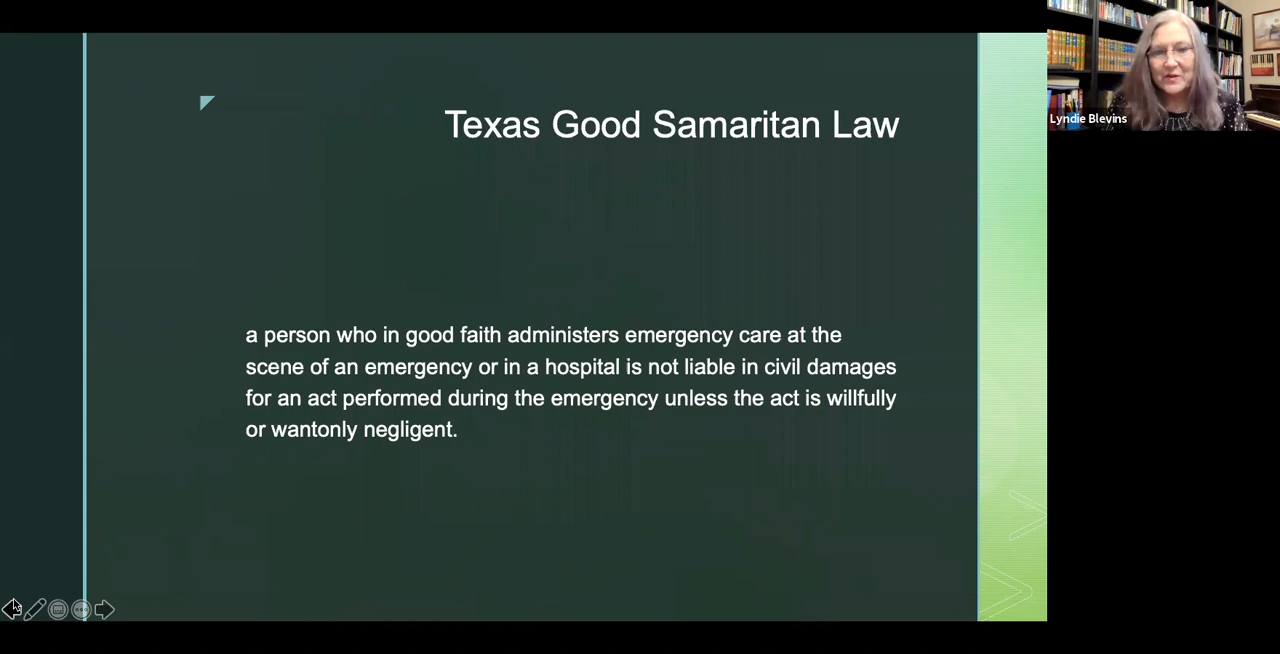 Texas Good Samaritan Law
Lyndie Blevins
a person who in good faith administers emergency care at the
scene of an emergency or in a hospital is not liable in civil damages
for an act performed during the emergency unless the act is willfully
or wantonly negligent.